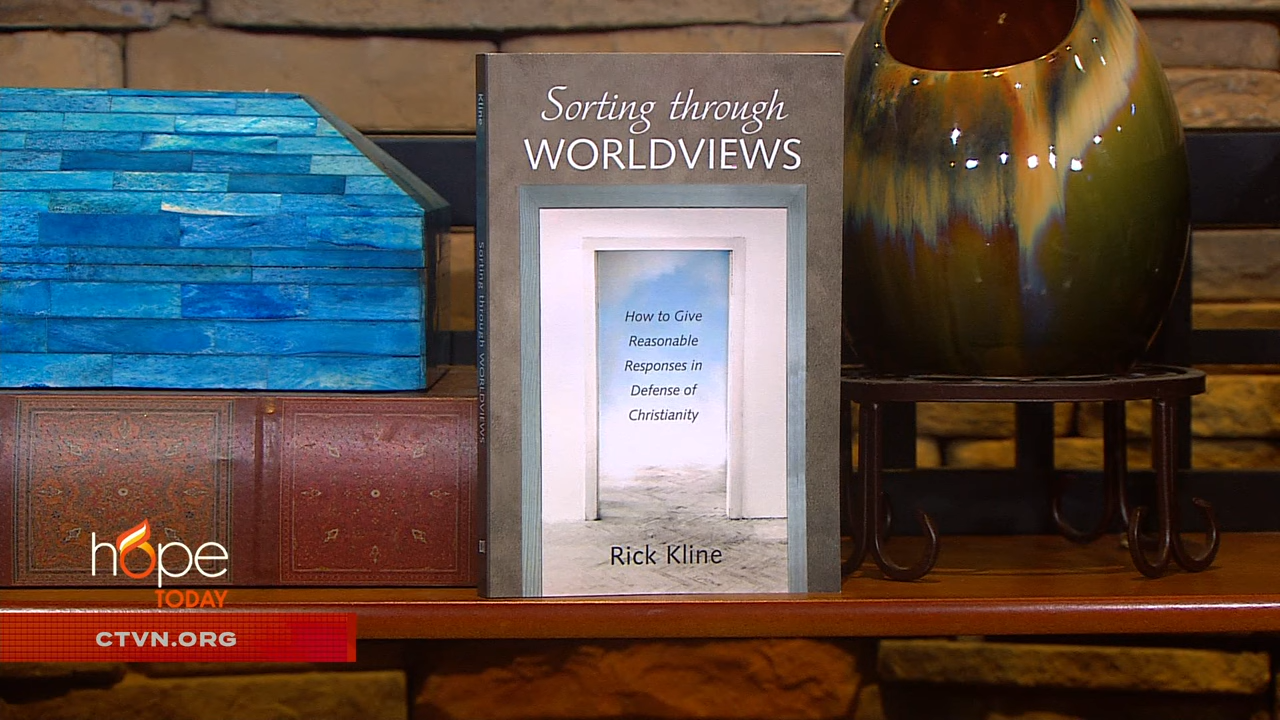 Sorting through
WORLDVIEWS
How to Give
Reasonable
Responses in
Defense of
Christianity
Rick Kline
Kline
Sorting through WORLDVIEWS
hope
TODAY
CTVN.ORG